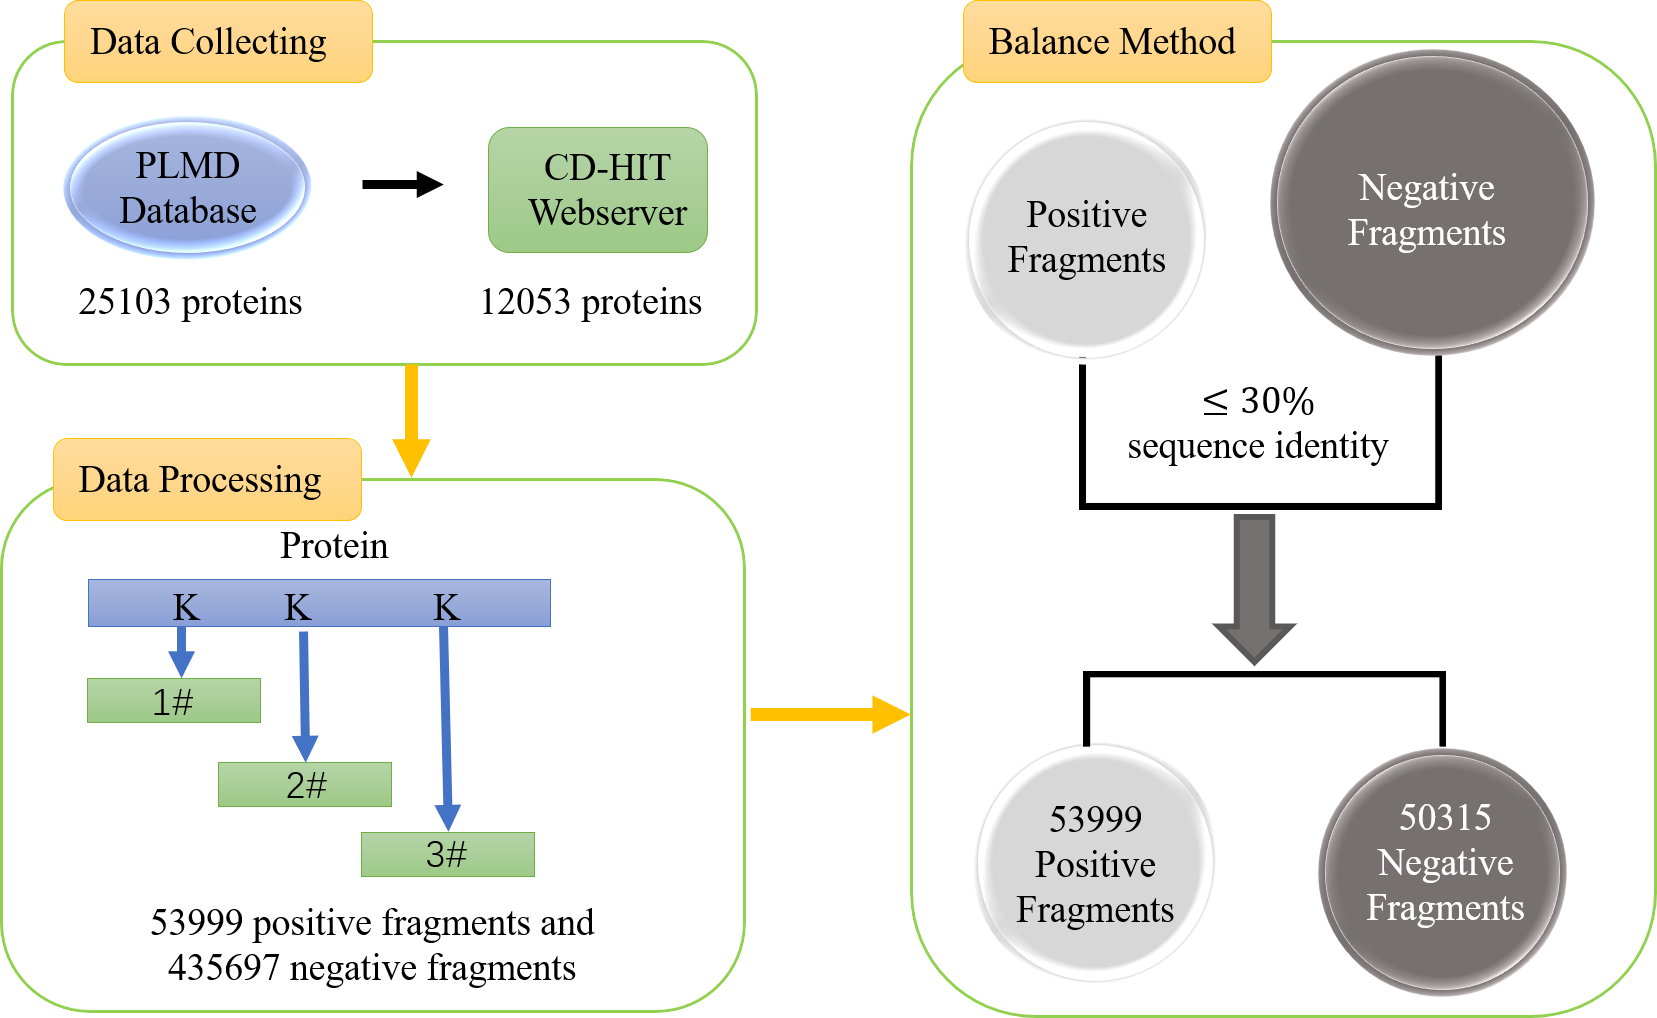 Data Collecting
PLMD
Database
CD-HIT
Webserver
25103 proteins
12053 proteins
Data Processing
Protein
K K K
1#
2#
3#
53999 positive fragments and
435697 negative fragments
Balance Method
Positive
Fragments
Negative
Fragments
≤ 30%
sequence identity
53999
Positive
Fragments
50315
Negative
Fragments